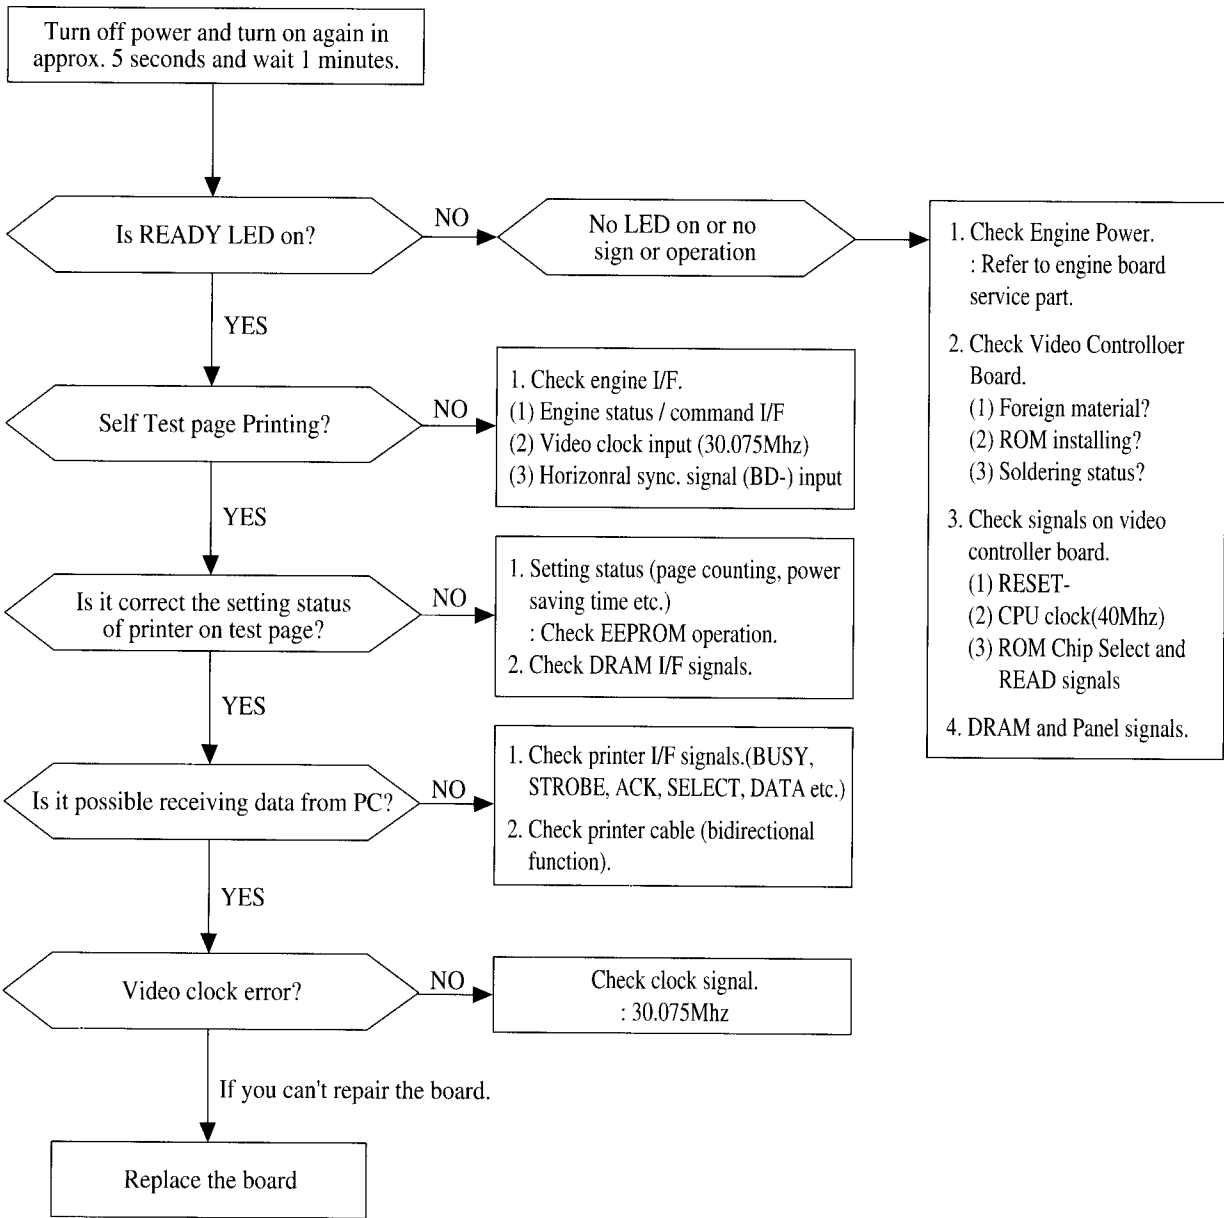 Turn off power and turn on again in
approx. 5 seconds and wait 1 minutes.
Is READY LED on?
NO
No LED on or no
sign or operation
1. Check Engine Power.
: Refer to engine board
service part.
2. Check Video Controlloer
Board.
(1) Foreign material?
(2) ROM installing?
(3) Soldering status?
3. Check signals on video
controller board.
(1) RESET-
(2) CPU clock(40Mhz)
(3) ROM Chip Select and
READ signals
4. DRAM and Panel signals.
YES
Self Test page Printing?
NO
1. Check engine I/F.
(1) Engine status / command I/F
(2) Video clock input (30.075Mhz)
(3) Horizonral sync. signal (BD-) input
YES
Is it correct the setting status
of printer on test page?
NO
1. Setting status (page counting, power
saving time etc.)
: Check EEPROM operation.
2. Check DRAM I/F signals.
YES
Is it possible receiving data from PC?
NO
1. Check printer I/F signals.(BUSY,
STROBE, ACK, SELECT, DATA etc.)
2. Check printer cable (bidirectional
function).
YES
Video clock error?
NO
Check clock signal.
: 30.075Mhz
If you can't repair the board.
Replace the board